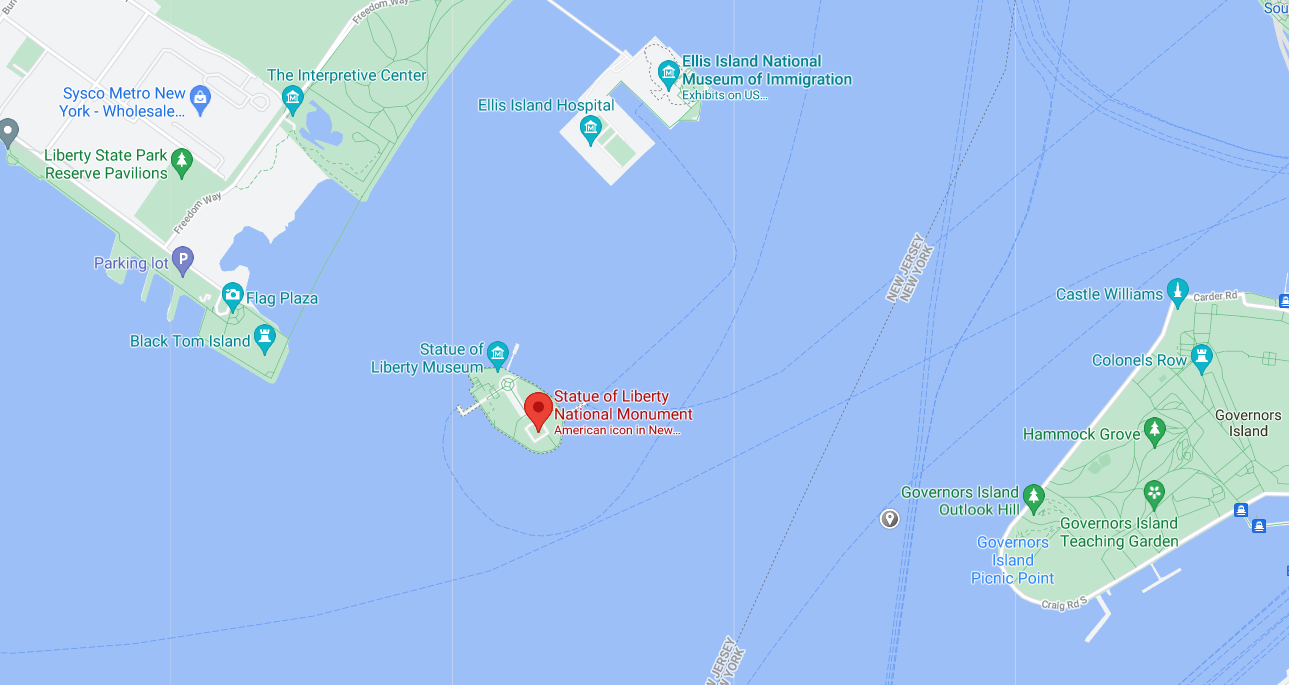 Freedom Way
The Interpretive Center
Sysco Metro New
York - Wholesale...
Liberty State Park
Reserve Pavilions
Freedom Way
Parking lot
P
Flag Plaza
Black Tom Island
Ellis Island National
Museum of Immigration
Exhibits on US...
Ellis Island Hospital
NEW JERSEY
NEW YORK
Statue of
Liberty Museum
Statue of Liberty
National Monument
American icon in New...
Castle Williams
Carder Rd
Colonels Row
Governors
Island
Hammock Grove
Governors Island
Outlook Hill
Governors Island
Teaching Garden
Governors
Island
Picnic Point
Craig Rd S